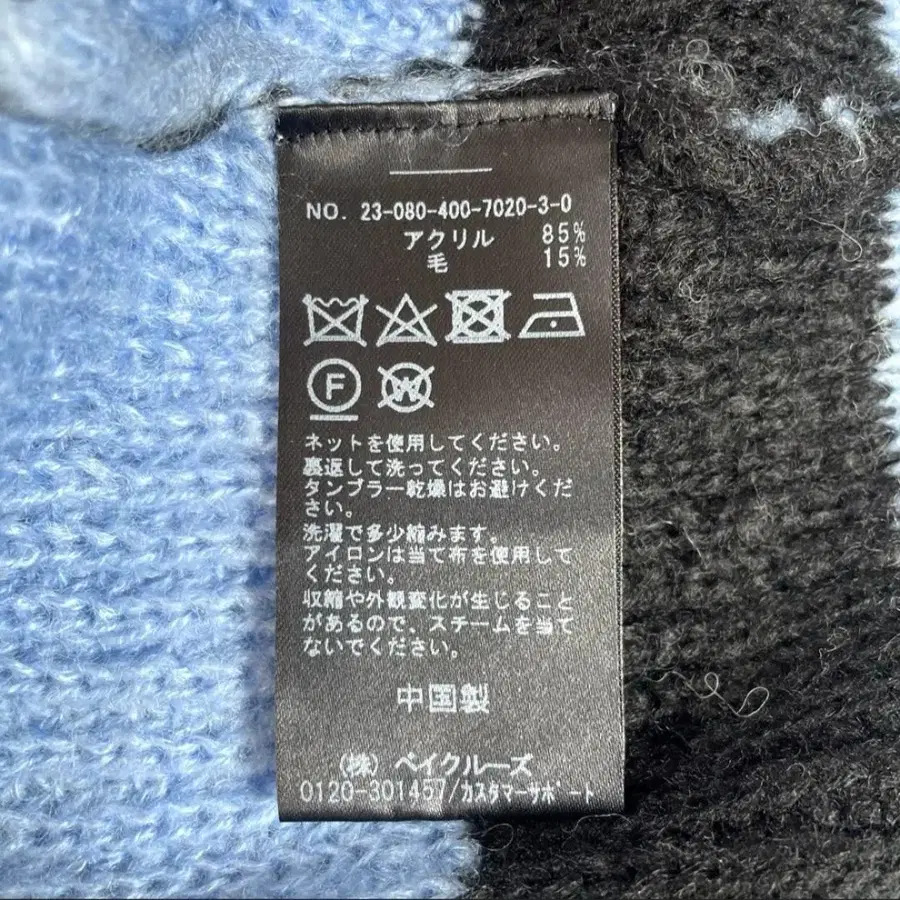 NO. 23-080-400-7020-3-0
アクリル 85%
毛 15%
F
W
ネットを使用してください。
裏返して洗ってください。
タンブラー乾燥はお避けくだ
さい。
洗濯で多少縮みます。
アイロンは当て布を使用して
ください。
収縮や外観変化が生じること
があるので、スチームを当て
ないでください。
中国製
(株) ベイクルーズ
0120-301457/カスタマーサポート